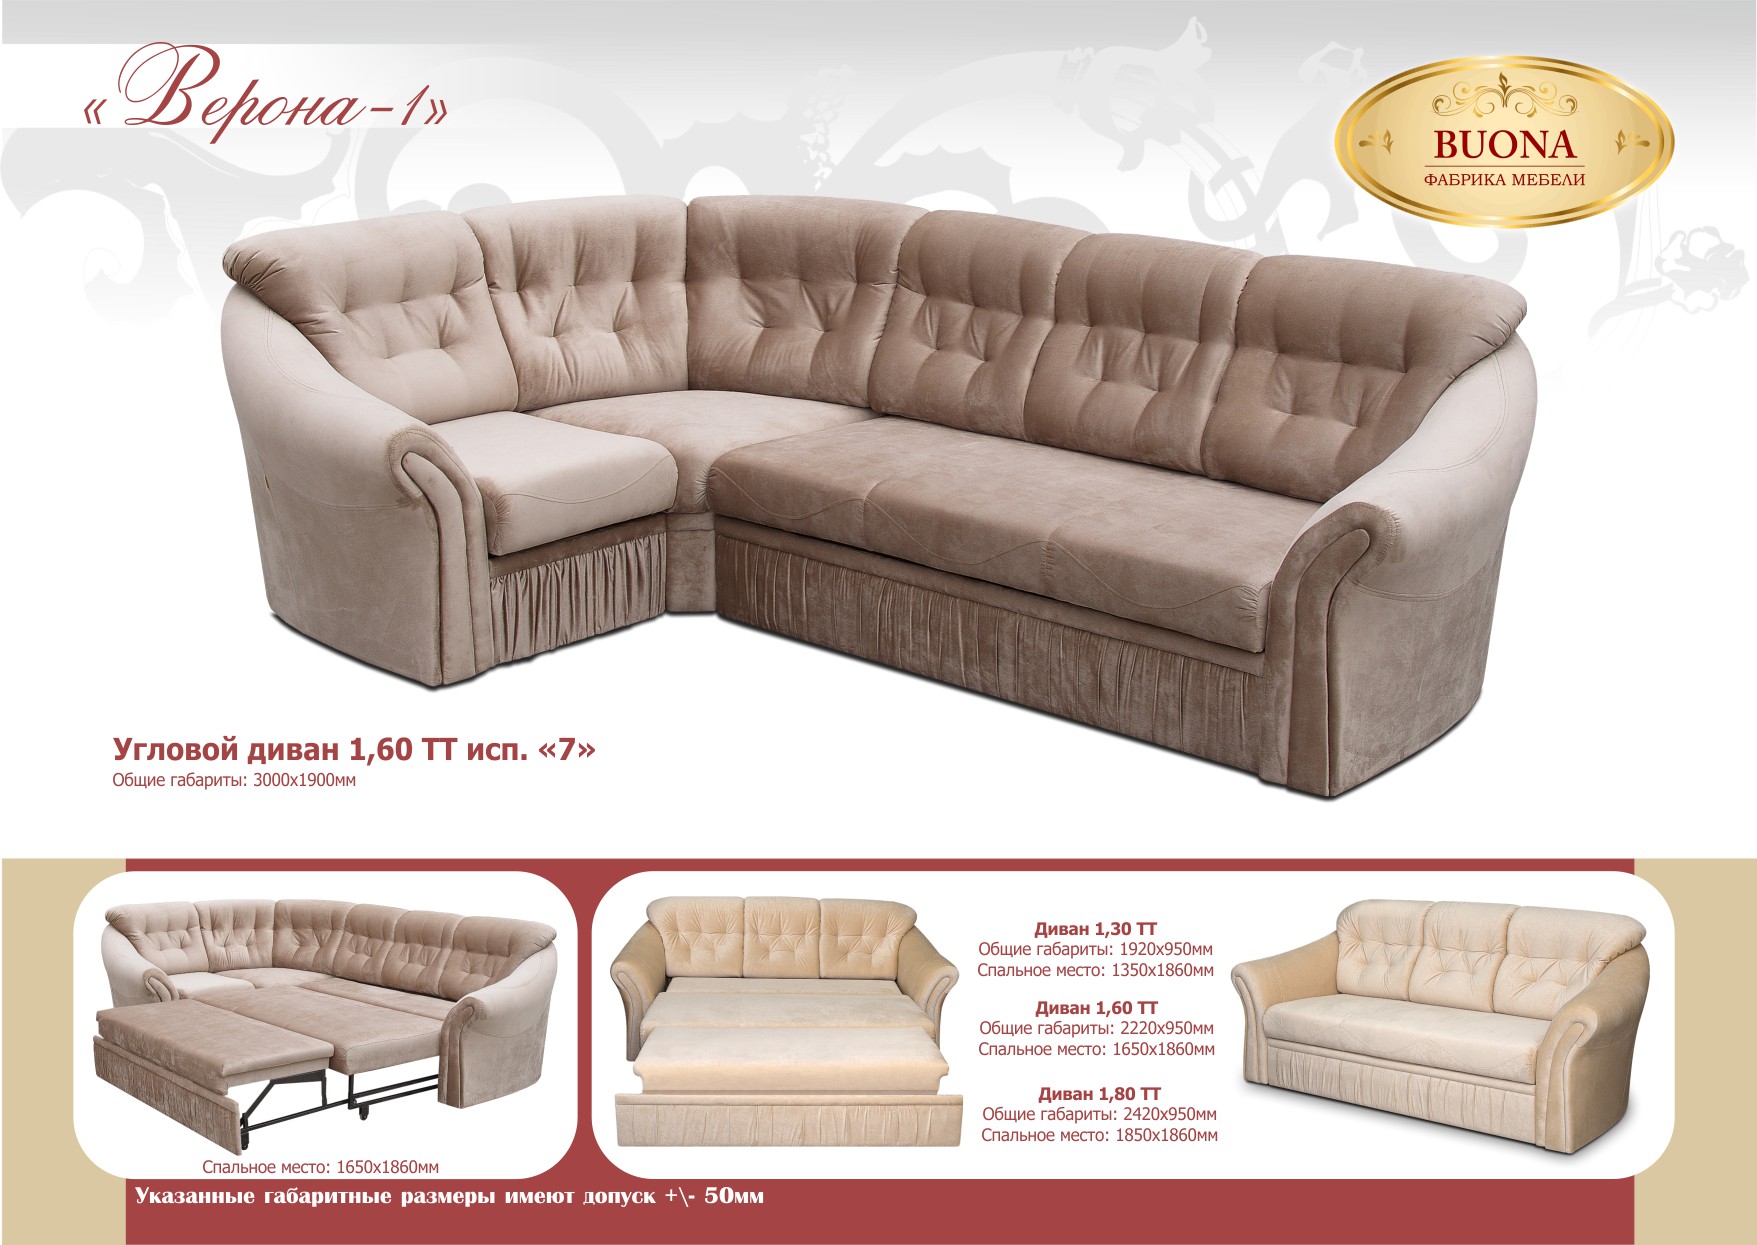 «Верона-1»
BUONA
ФАБРИКА МЕБЕЛИ
Угловой диван 1,60 ТТ исп. «7»
Общие габариты: 3000х1900мм
Спальное место: 1650х1860мм
Диван 1,30 ТТ
Общие габариты: 1920х950мм
Спальное место: 1350х1860мм
Диван 1,60 ТТ
Общие габариты: 2220х950мм
Спальное место: 1650х1860мм
Диван 1,80 ТТ
Общие габариты: 2420х950мм
Спальное место: 1850х1860мм
Указанные габаритные размеры имеют допуск +\- 50мм